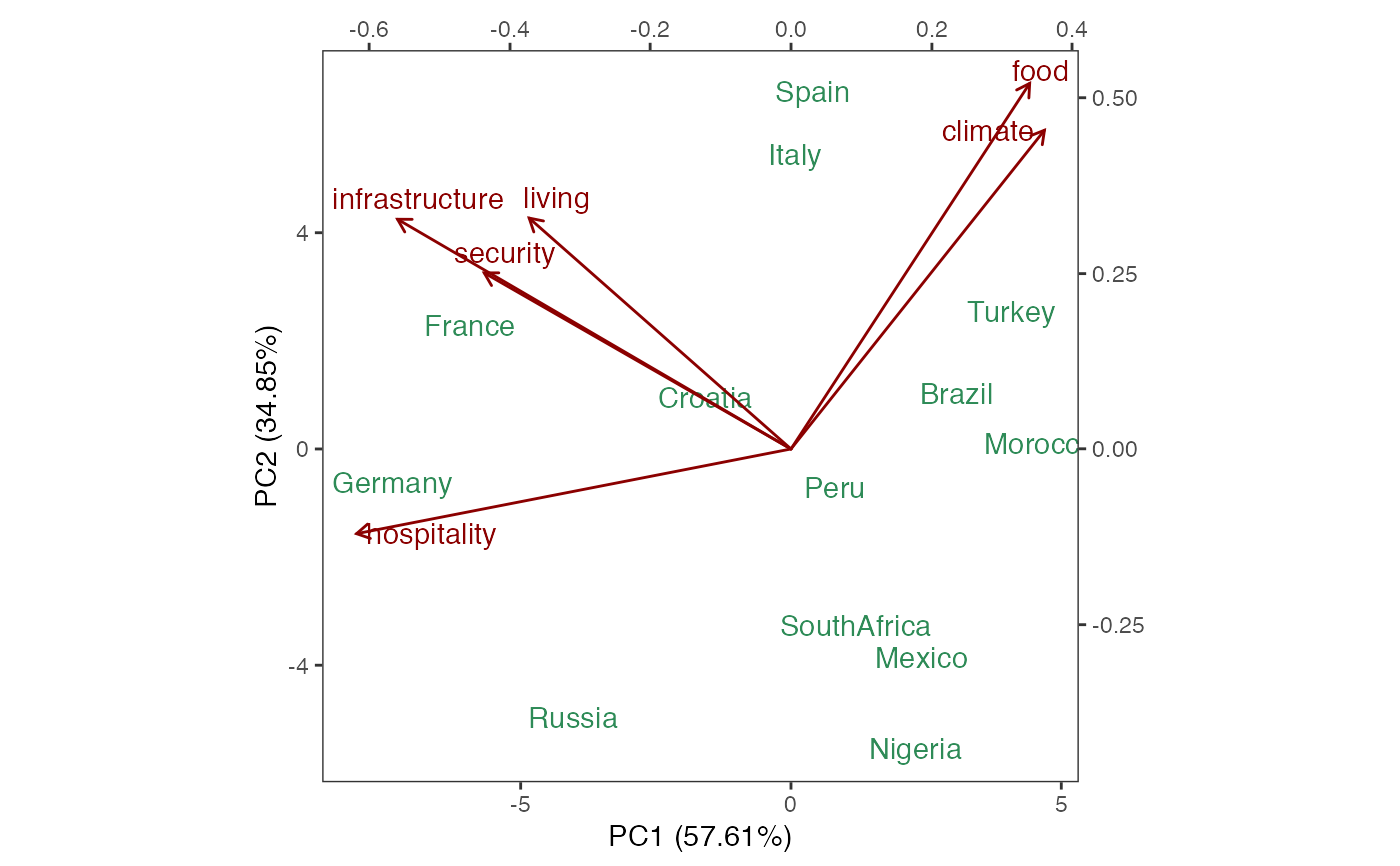 -0.6 -0.4 -0.2 0.0 0.2 0.4
food
Spain
0.50
climate
Italy
infrastructure living
4
security
0.25
Turkey
France
Brazil
Croatia
Morocc
0 0.00
Germany
Peru
hospitality
SouthAfrica
-0.25
Mexico
-4
Russia
Nigeria
-5 0 5
PC1 (57.61%)
PC2 (34.85%)